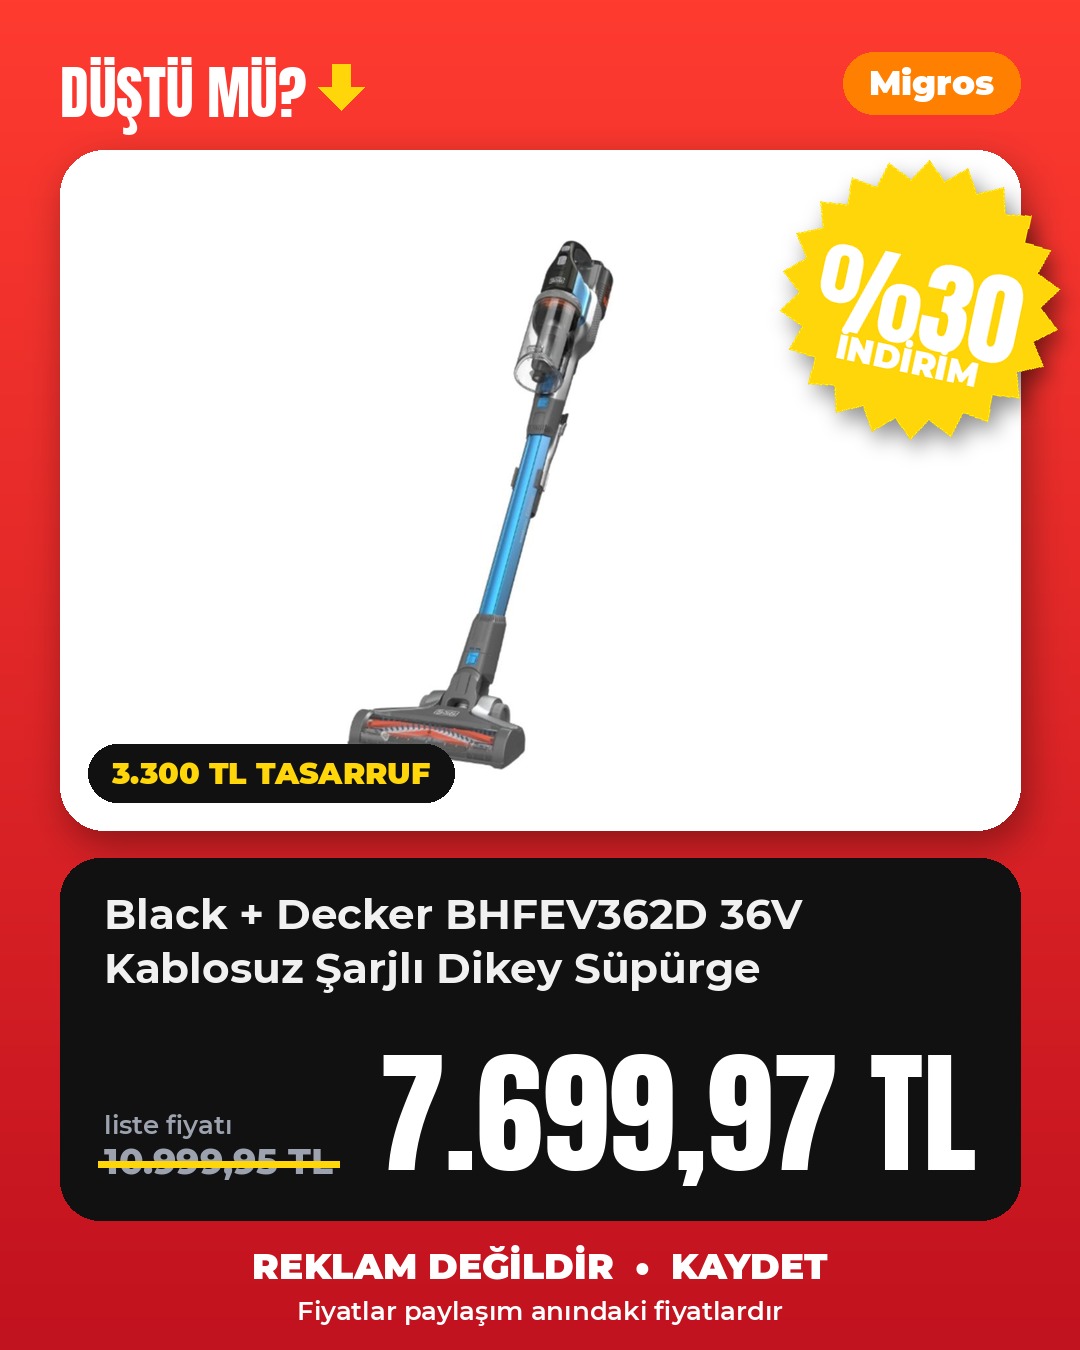 DÜŞTÜ MÜ?
Migros
%30
İNDİRİM
3.300 TL TASARRUF
Black + Decker BHFEV362D 36V
Kablosuz Şarjlı Dikey Süpürge
liste fiyatı
10.999,95 TL
7.699,97 TL
REKLAM DEĞİLDİR • KAYDET
Fiyatlar paylaşım anındaki fiyatlardır